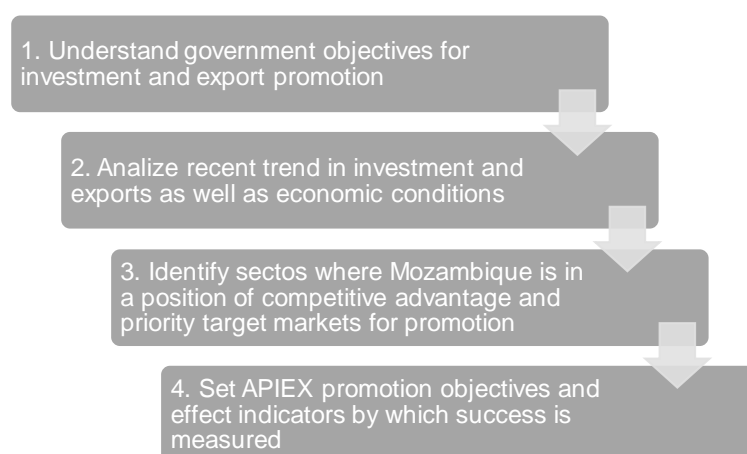 1. Understand government objectives for
investment and export promotion
2. Analize recent trend in investment and
exports as well as economic conditions
3. Identify sectos where Mozambique is in
a position of competitive advantage and
priority target markets for promotion
4. Set APIEX promotion objectives and
effect indicators by which success is
measured